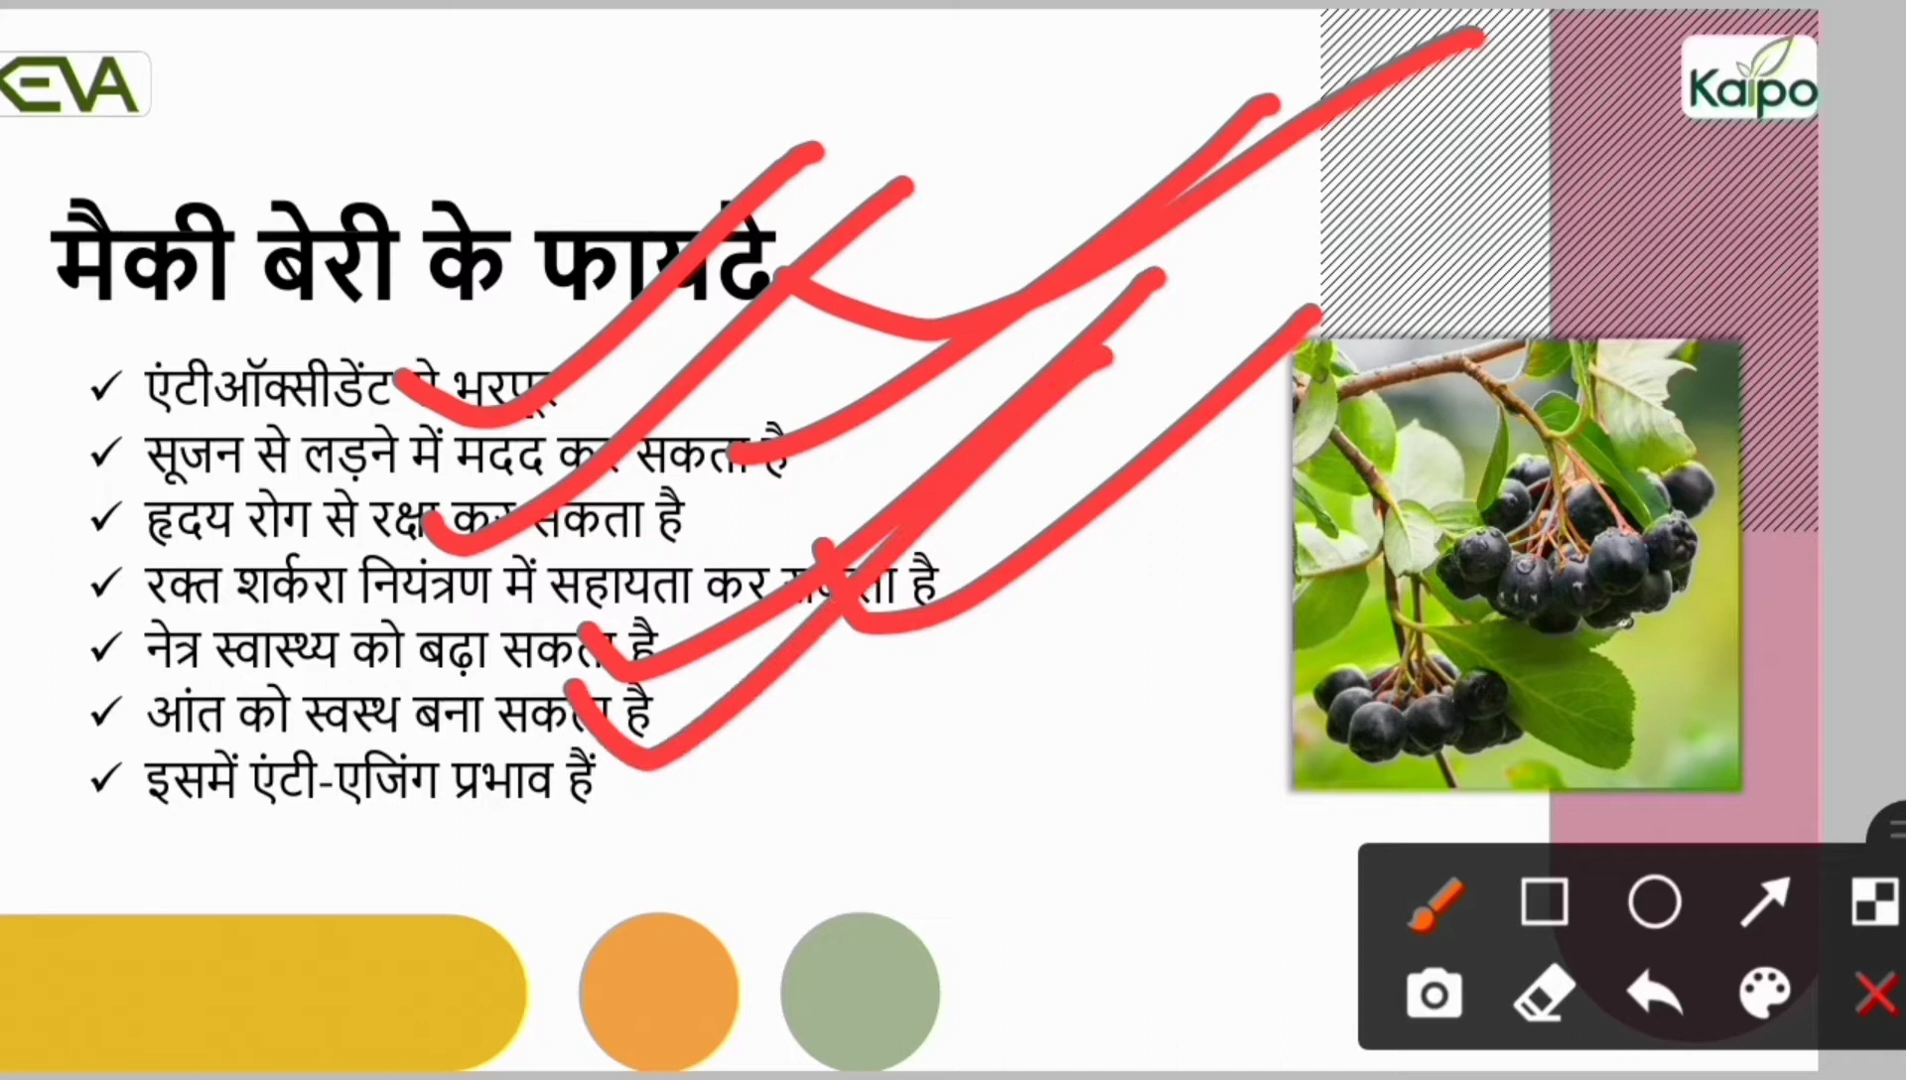 KEVA
Kaipo
मैकी बेरी के फायदे
एंटीऑक्सीडेंट से भरपूर
सूजन से लड़ने में मदद कर सकता है
हृदय रोग से रक्षा कर सकता है
रक्त शर्करा नियंत्रण में सहायता कर सकता है
नेत्र स्वास्थ्य को बढ़ा सकता है
आंत को स्वस्थ बना सकता है
इसमें एंटी-एजिंग प्रभाव हैं